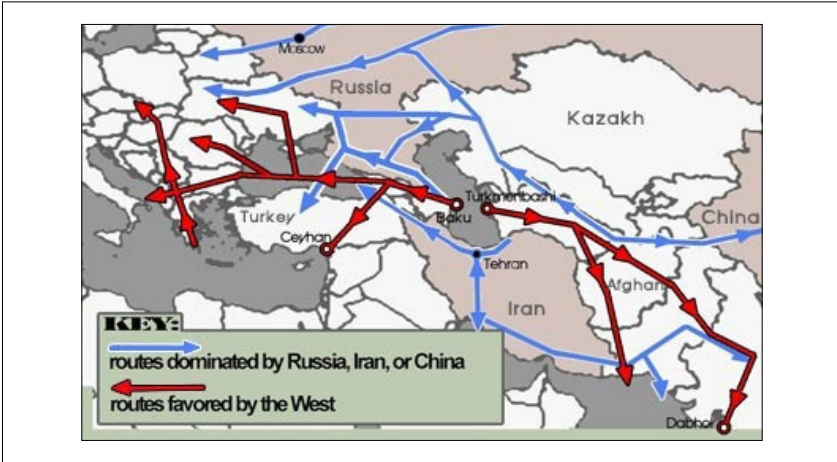 Moscow
Russia
Kazakh
Turkmenbashi
Baku
China
Turkey
Ceyhan
Tehran
Afghan
Iran
KEY:
routes dominated by Russia, Iran, or China
routes favored by the West
Dabhol